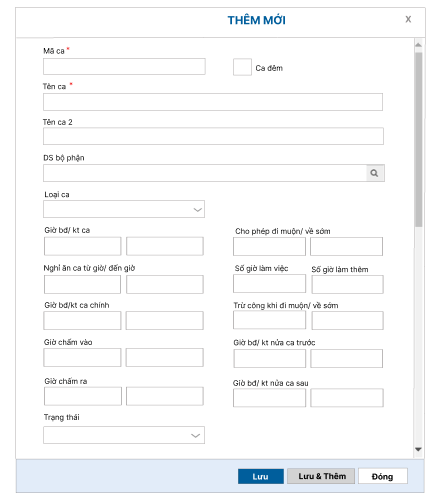 THÊM MỚI
X
Mã ca *
Ca đêm
Tên ca *
Tên ca 2
DS bộ phận
Loại ca
Giờ bđ/ kt ca
Cho phép đi muộn/ về sớm
Nghỉ ăn ca từ giờ/ đến giờ
Số giờ làm việc
Số giờ làm thêm
Giờ bđ/kt ca chính
Trừ công khi đi muộn/ về sớm
Giờ chấm vào
Giờ bđ/ kt nửa ca trước
Giờ chấm ra
Giờ bđ/ kt nửa ca sau
Trạng thái
Lưu
Lưu & Thêm
Đóng